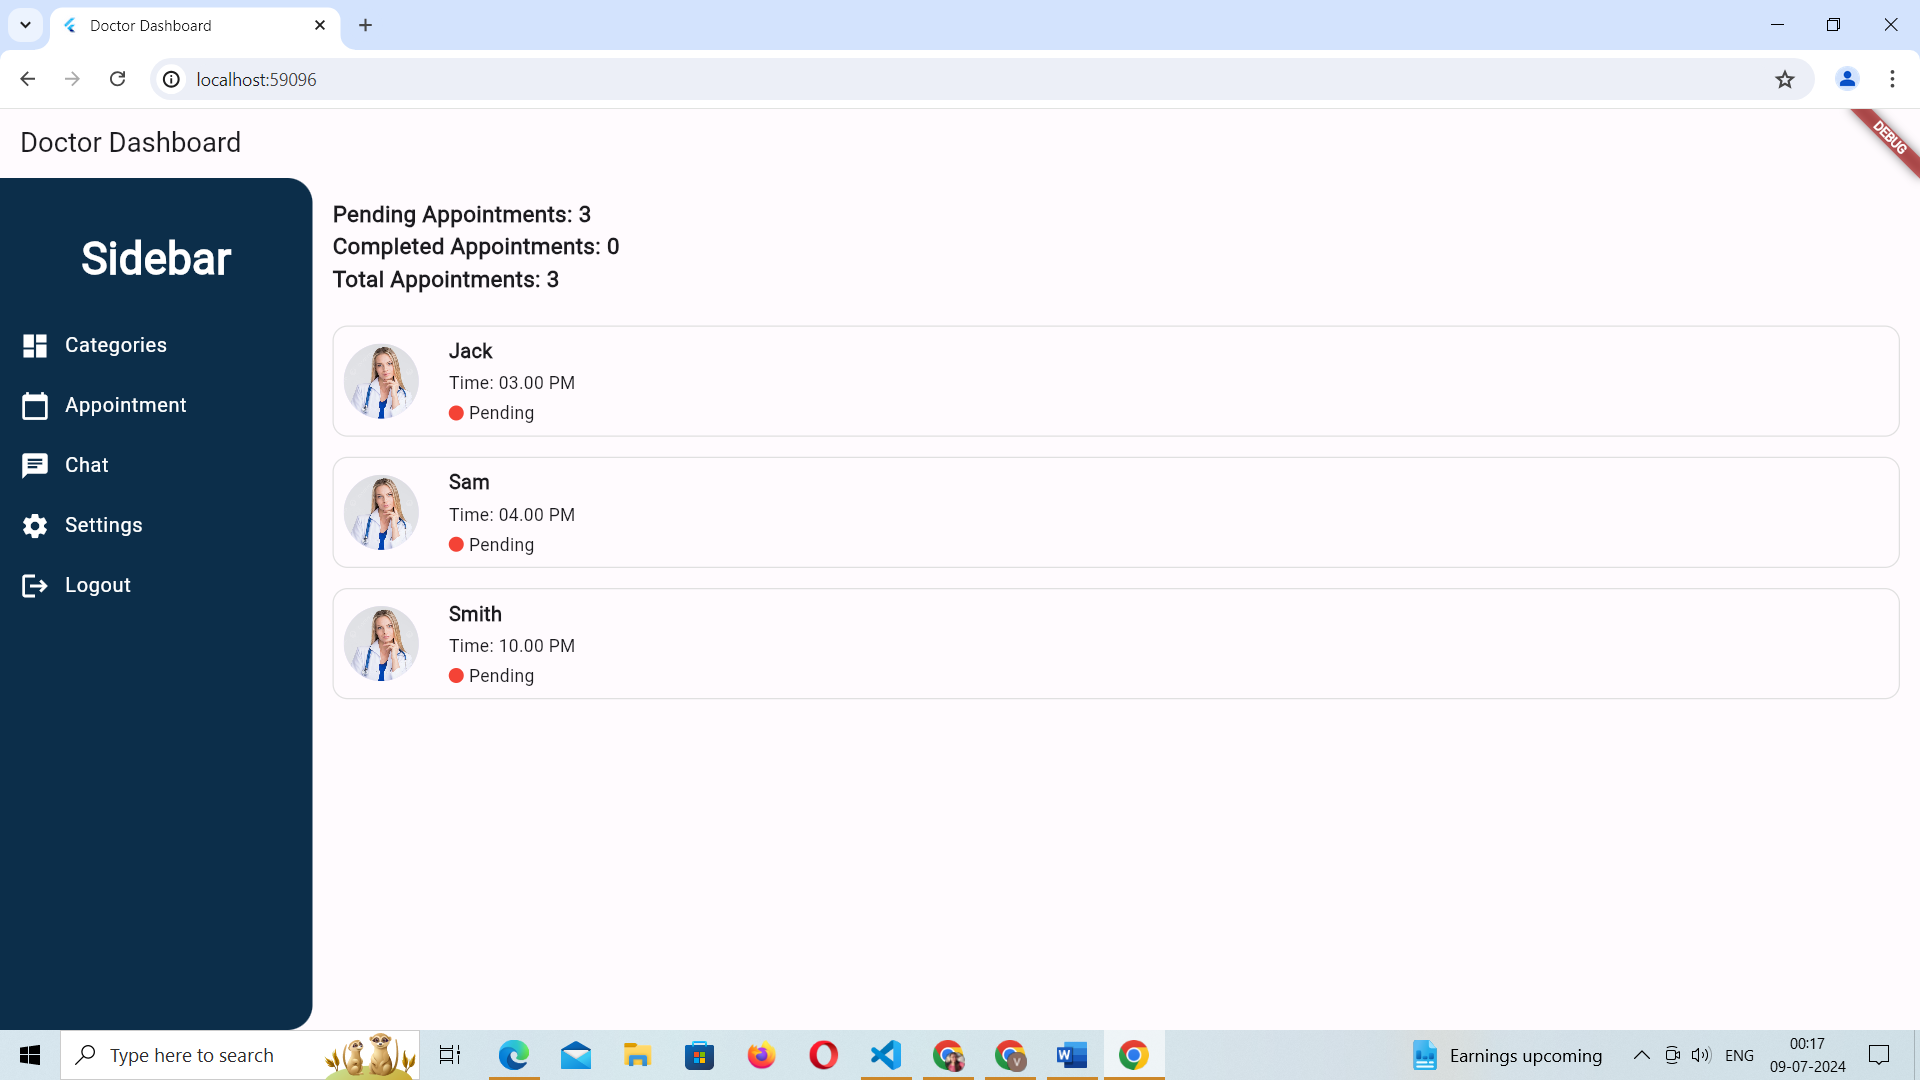 Doctor Dashboard
localhost:59096
Doctor Dashboard
DEBUG
Sidebar
Categories
Appointment
Chat
Settings
Logout
Pending Appointments: 3
Completed Appointments: 0
Total Appointments: 3
Jack
Time: 03.00 PM
Pending
Sam
Time: 04.00 PM
Pending
Smith
Time: 10.00 PM
Pending
Type here to search
V
W
Earnings upcoming
ENG
00:17
09-07-2024